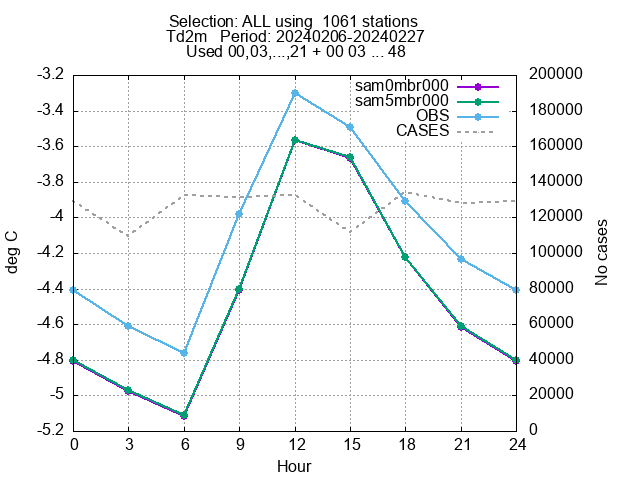 Selection: ALL using  1061 stations
Td2m   Period: 20240206-20240227
Used 00,03,...,21 + 00 03 ... 48
sam0mbr000
sam5mbr000
OBS
CASES
-3.2
-3.4
-3.6
-3.8
-4
-4.2
-4.4
-4.6
-4.8
-5
-5.2
deg C
200000
180000
160000
140000
120000
100000
80000
60000
40000
20000
0
No cases
0 3 6 9 12 15 18 21 24
Hour